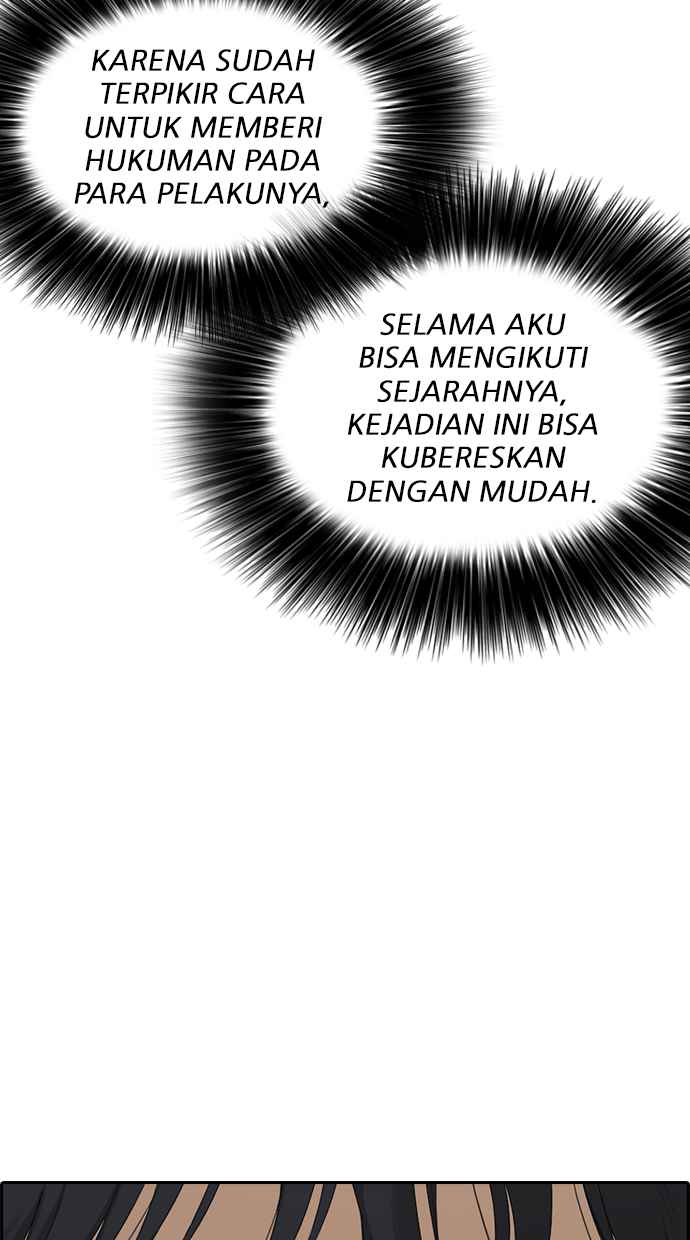 KARENA SUDAH
TERPIKIR CARA
UNTUK MEMBERI
HUKUMAN PADA
PARA PELAKUNYA,
SELAMA AKU
BISA MENGIKUTI
SEJARAHNYA,
KEJADIAN INI BISA
KUBERESKAN
DENGAN MUDAH.